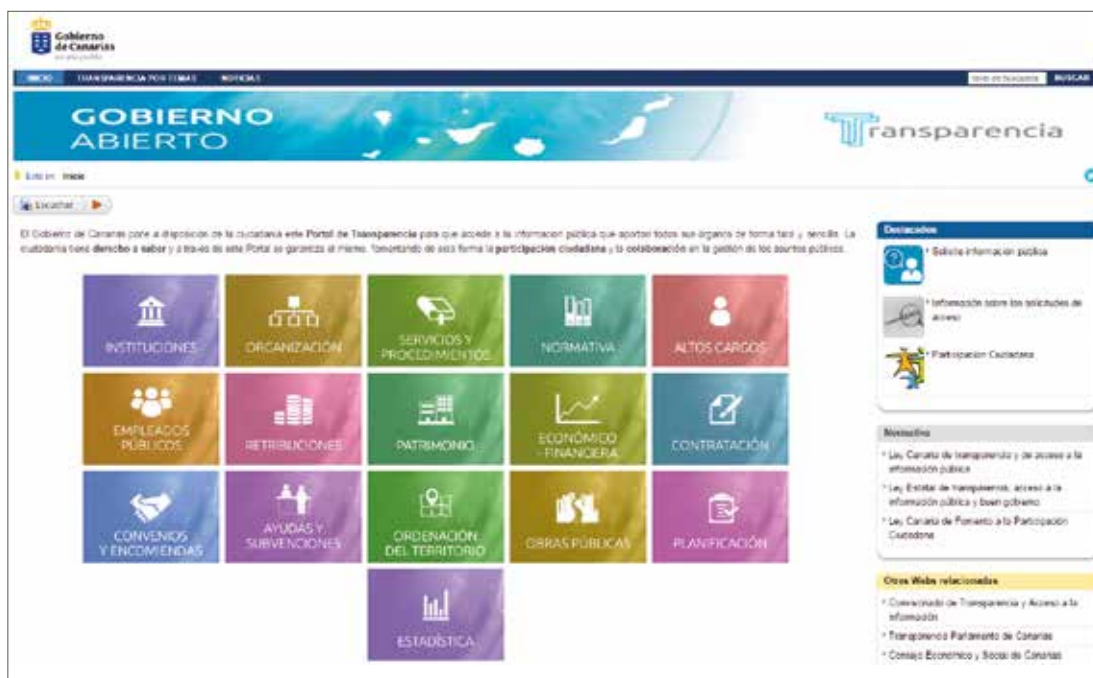 Gobierno
de Canarias
INICIO TRANSPARENCIA POR TEMAS NOTICIAS
BUSCAR
GOBIERNO
ABIERTO
Transparencia
Está en: Inicio
Escuchar
El Gobierno de Canarias pone a disposición de la ciudadanía este Portal de Transparencia para que acceda a la información pública que aportan todos sus órganos de forma fácil y sencilla. La
ciudadanía tiene derecho a saber y a través de este Portal se garantiza el mismo, fomentando de esta forma la participación ciudadana y la colaboración en la gestión de los asuntos públicos.
INSTITUCIONES
ORGANIZACIÓN
SERVICIOS Y
PROCEDIMIENTOS
NORMATIVA
ALTOS CARGOS
EMPLEADOS
PÚBLICOS
RETRIBUCIONES
PATRIMONIO
ECONÓMICO
- FINANCIERA
CONTRATACIÓN
CONVENIOS
Y ENCOMIENDAS
AYUDAS Y
SUBVENCIONES
ORDENACIÓN
DEL TERRITORIO
OBRAS PÚBLICAS
PLANIFICACIÓN
ESTADÍSTICA
Destacados
Solicite información pública
Información sobre las solicitudes de
acceso
Participación Ciudadana
Normativa
Ley Canaria de transparencia y de acceso a la
información pública
Ley Estatal de transparencia, acceso a la
información pública y buen gobierno
Ley Canaria de Fomento a la Participación
Ciudadana
Otras Webs relacionadas
Comisionado de Transparencia y Acceso a la
información
Transparencia Parlamento de Canarias
Consejo Económico y Social de Canarias